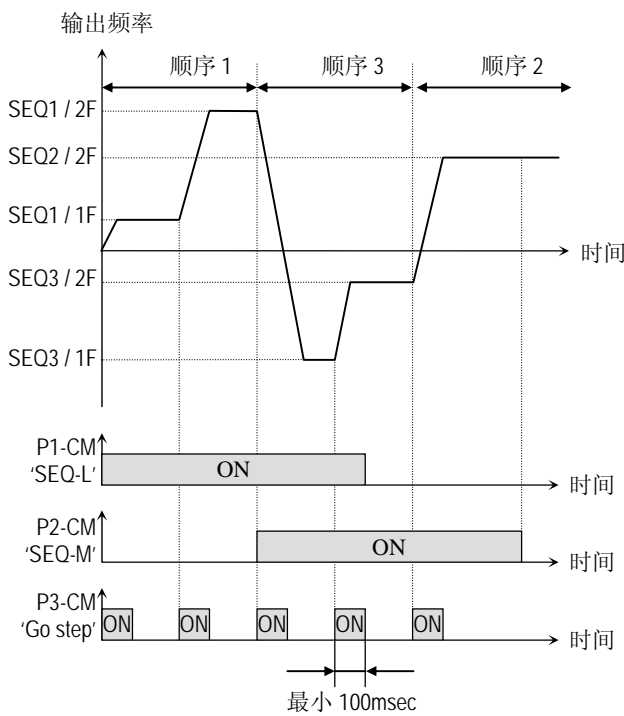 输出频率
顺序 1
顺序 3
顺序 2
SEQ1 / 2F
SEQ2 / 2F
SEQ1 / 1F
时间
SEQ3 / 2F
SEQ3 / 1F
P1-CM
'SEQ-L'
ON
时间
P2-CM
'SEQ-M'
ON
时间
P3-CM
'Go step'
ON
ON
ON
ON
ON
时间
最小 100msec